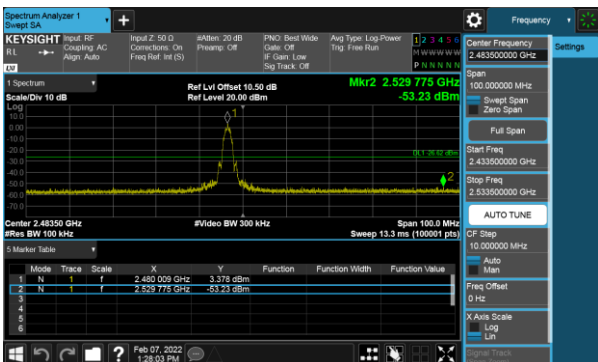 Spectrum Analyzer 1
Swept SA
+
Frequency
KEYSIGHT
RL
Input: RF
Coupling: AC
Align: Auto
Input Z: 50 Ω
Corrections: On
Freq Ref: Int (S)
#Atten: 20 dB
Preamp: Off
PNO: Best Wide
Gate: Off
IF Gain: Low
Sig Track: Off
Avg Type: Log-Power
Trig: Free Run
1 2 3 4 5 6
M W W W W W
P N N N N N
Center Frequency
2.483500000 GHz
Settings
Span
100.000000 MHz
Swept Span
Zero Span
Full Span
Start Freq
2.433500000 GHz
Stop Freq
2.533500000 GHz
AUTO TUNE
CF Step
10.000000 MHz
Auto
Man
Freq Offset
0 Hz
X Axis Scale
Log
Lin
Signal Track
1 Spectrum
Scale/Div 10 dB
Ref Lvl Offset 10.50 dB
Ref Level 20.00 dBm
Mkr2 2.529 775 GHz
-53.23 dBm
Log
10.0
0.00
-10.0
-20.0
-30.0
-40.0
-50.0
-60.0
-70.0
1
2
Center 2.48350 GHz
#Res BW 100 kHz
#Video BW 300 kHz
Span 100.0 MHz
Sweep 13.3 ms (100001 pts)
5 Marker Table
Mode Trace Scale X Y Function Function Width Function Value
1 N 1 f 2.480 009 GHz 3.378 dBm
2 N 1 f 2.529 775 GHz -53.23 dBm
3
4
5
6
?
Feb 07, 2022
1:28:03 PM